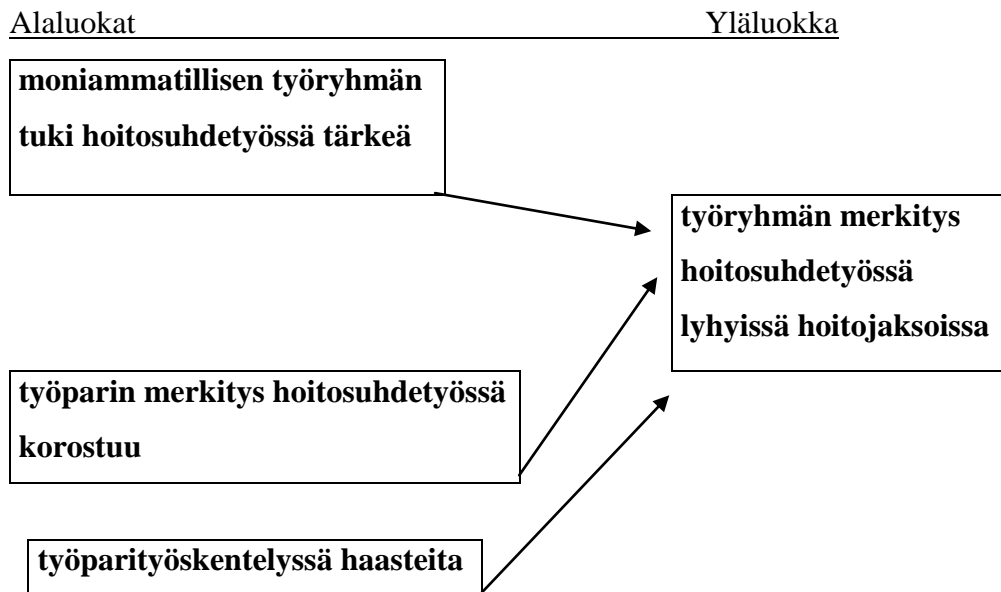 Alaluokat Yläluokka
moniammatillisen työryhmän
tuki hoitosuhdetyössä tärkeä
työryhmän merkitys
hoitosuhdetyössä
lyhyissä hoitojaksoissa
työparin merkitys hoitosuhdetyössä
korostuu
työparityöskentelyssä haasteita